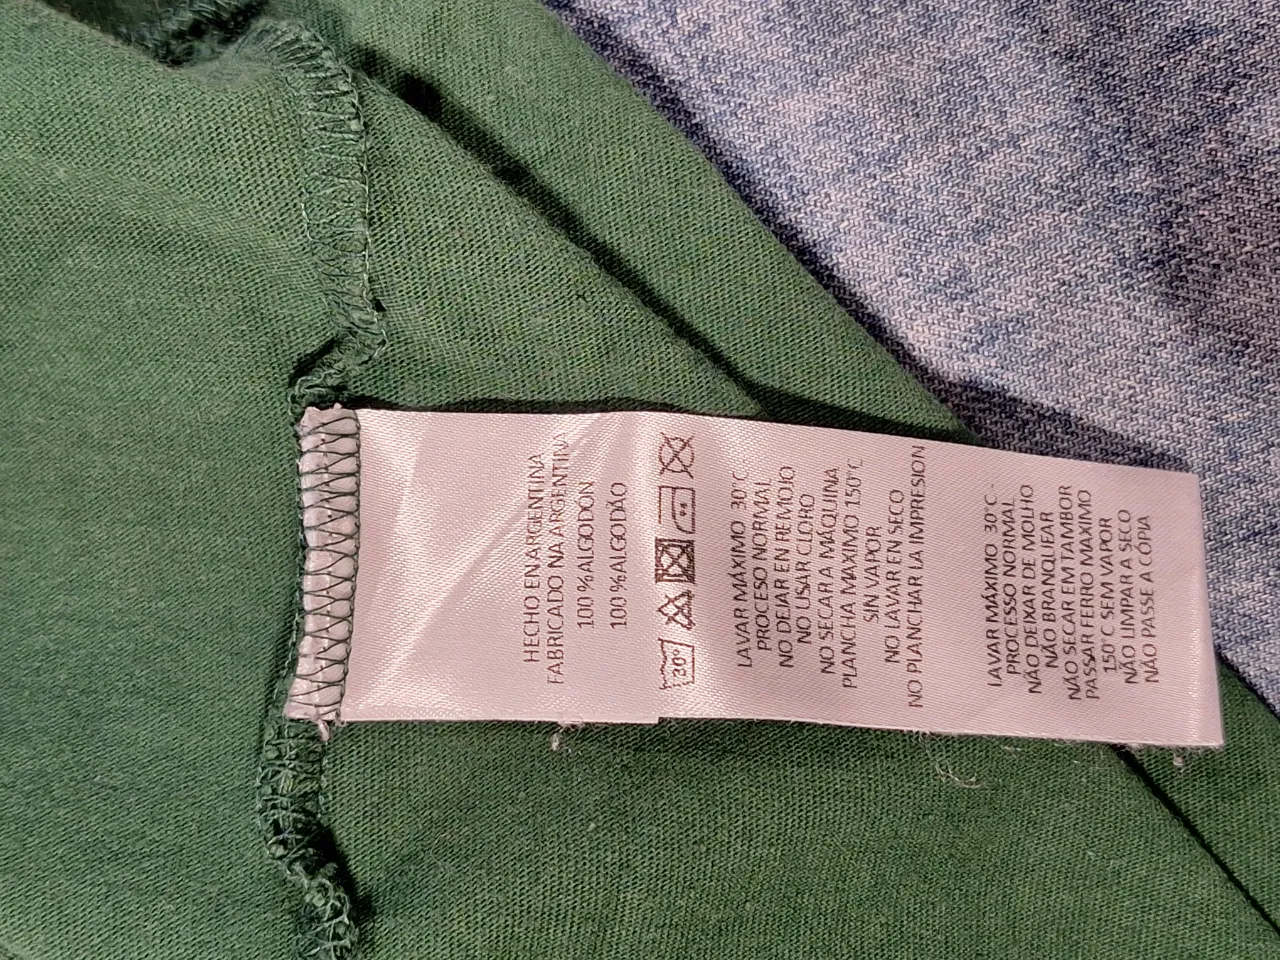 HECHO EN ARGENTINA
FABRICADO NA ARGENTINA
100 %ALGODON
100 %ALGODÃO
30°
LAVAR MÁXIMO 30°C
PROCESO NORMAL
NO DEJAR EN REMOJO
NO USAR CLORO
NO SECAR A MÁQUINA
PLANCHA MAXIMO 150°C
SIN VAPOR
NO LAVAR EN SECO
NO PLANCHAR LA IMPRESION
LAVAR MÁXIMO 30°C -
PROCESSO NORMAL
NÃO DEIXAR DE MOLHO
NÃO BRANQUEAR
NÃO SECAR EM TAMBOR
PASSAR FERRO MÁXIMO
150°C SEM VAPOR
NÃO LIMPAR A SECO
NÃO PASSE A CÓPIA